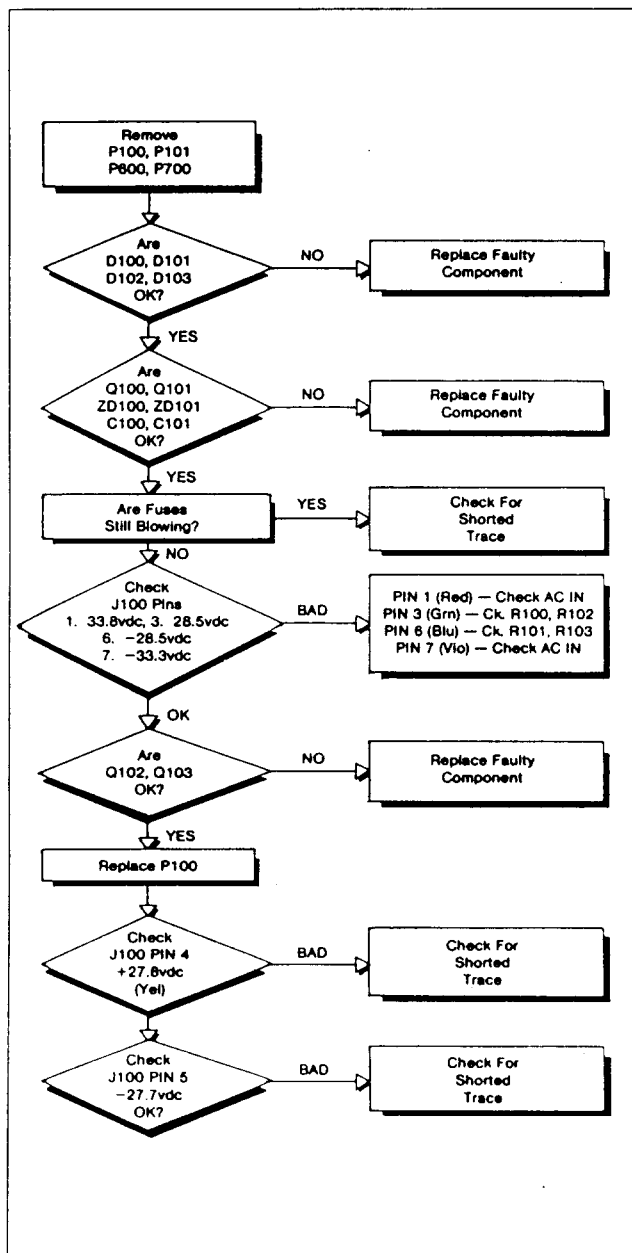 Remove
P100, P101
P600, P700
Are
D100, D101
D102, D103
OK?
NO
Replace Faulty
Component
YES
Are
Q100, Q101
ZD100, ZD101
C100, C101
OK?
NO
Replace Faulty
Component
YES
Are Fuses
Still Blowing?
YES
Check For
Shorted
Trace
NO
Check
J100 Pins
1. 33.8vdc, 3. 28.5vdc
6. −28.5vdc
7. −33.3vdc
BAD
PIN 1 (Red) — Check AC IN
PIN 3 (Grn) — Ck. R100, R102
PIN 6 (Blu) — Ck. R101, R103
PIN 7 (Vio) — Check AC IN
OK
Are
Q102, Q103
OK?
NO
Replace Faulty
Component
YES
Replace P100
Check
J100 PIN 4
+27.8vdc
(Yel)
BAD
Check For
Shorted
Trace
Check
J100 PIN 5
−27.7vdc
OK?
BAD
Check For
Shorted
Trace